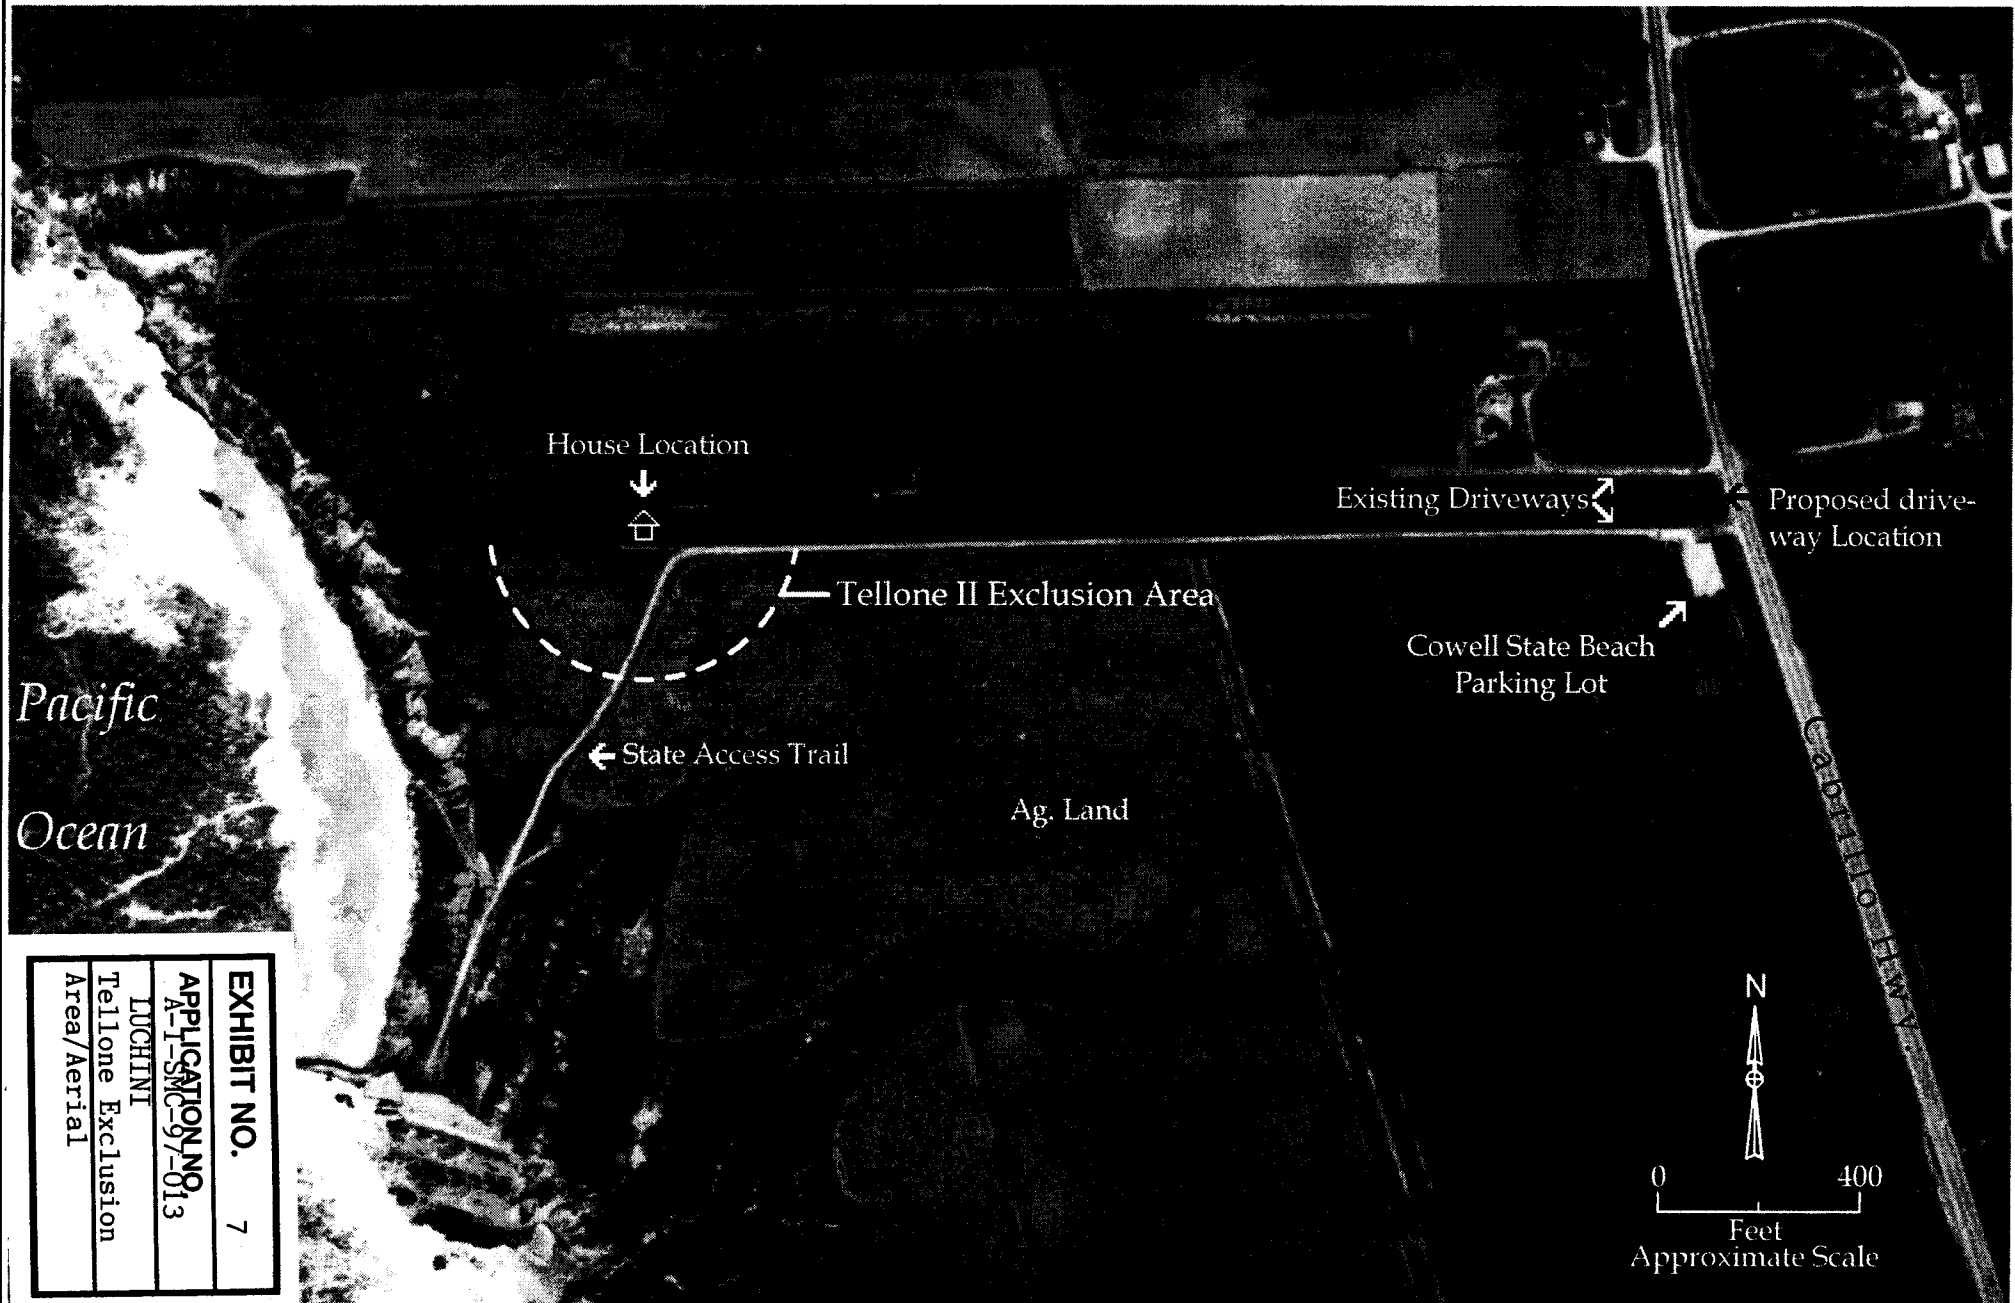 House Location
Existing Driveways
Proposed drive-
way Location
Tellone II Exclusion Area
Cowell State Beach
Parking Lot
Pacific
Ocean
State Access Trail
Ag. Land
Cabrillo Hwy.
N
0 400
Feet
Approximate Scale
EXHIBIT NO. 7
APPLICATION NO.
A-1-SMC-97-013
LUCHINI
Tellone Exclusion
Area/Aerial